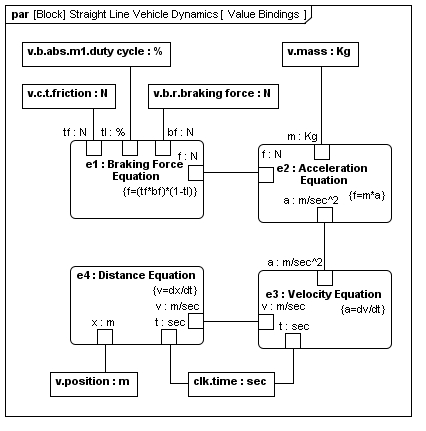 par [Block] Straight Line Vehicle Dynamics [ Value Bindings ]
v.b.abs.m1.duty cycle : %
v.mass : Kg
v.c.t.friction : N
v.b.r.braking force : N
tf : N
tl : %
bf : N
m : Kg
f : N
f : N
e1 : Braking Force
Equation
{f=(tf*bf)*(1-tl)}
e2 : Acceleration
Equation
{f=m*a}
a : m/sec^2
a : m/sec^2
e4 : Distance Equation
{v=dx/dt}
v : m/sec
x : m
t : sec
e3 : Velocity Equation
v : m/sec
{a=dv/dt}
t : sec
v.position : m
clk.time : sec